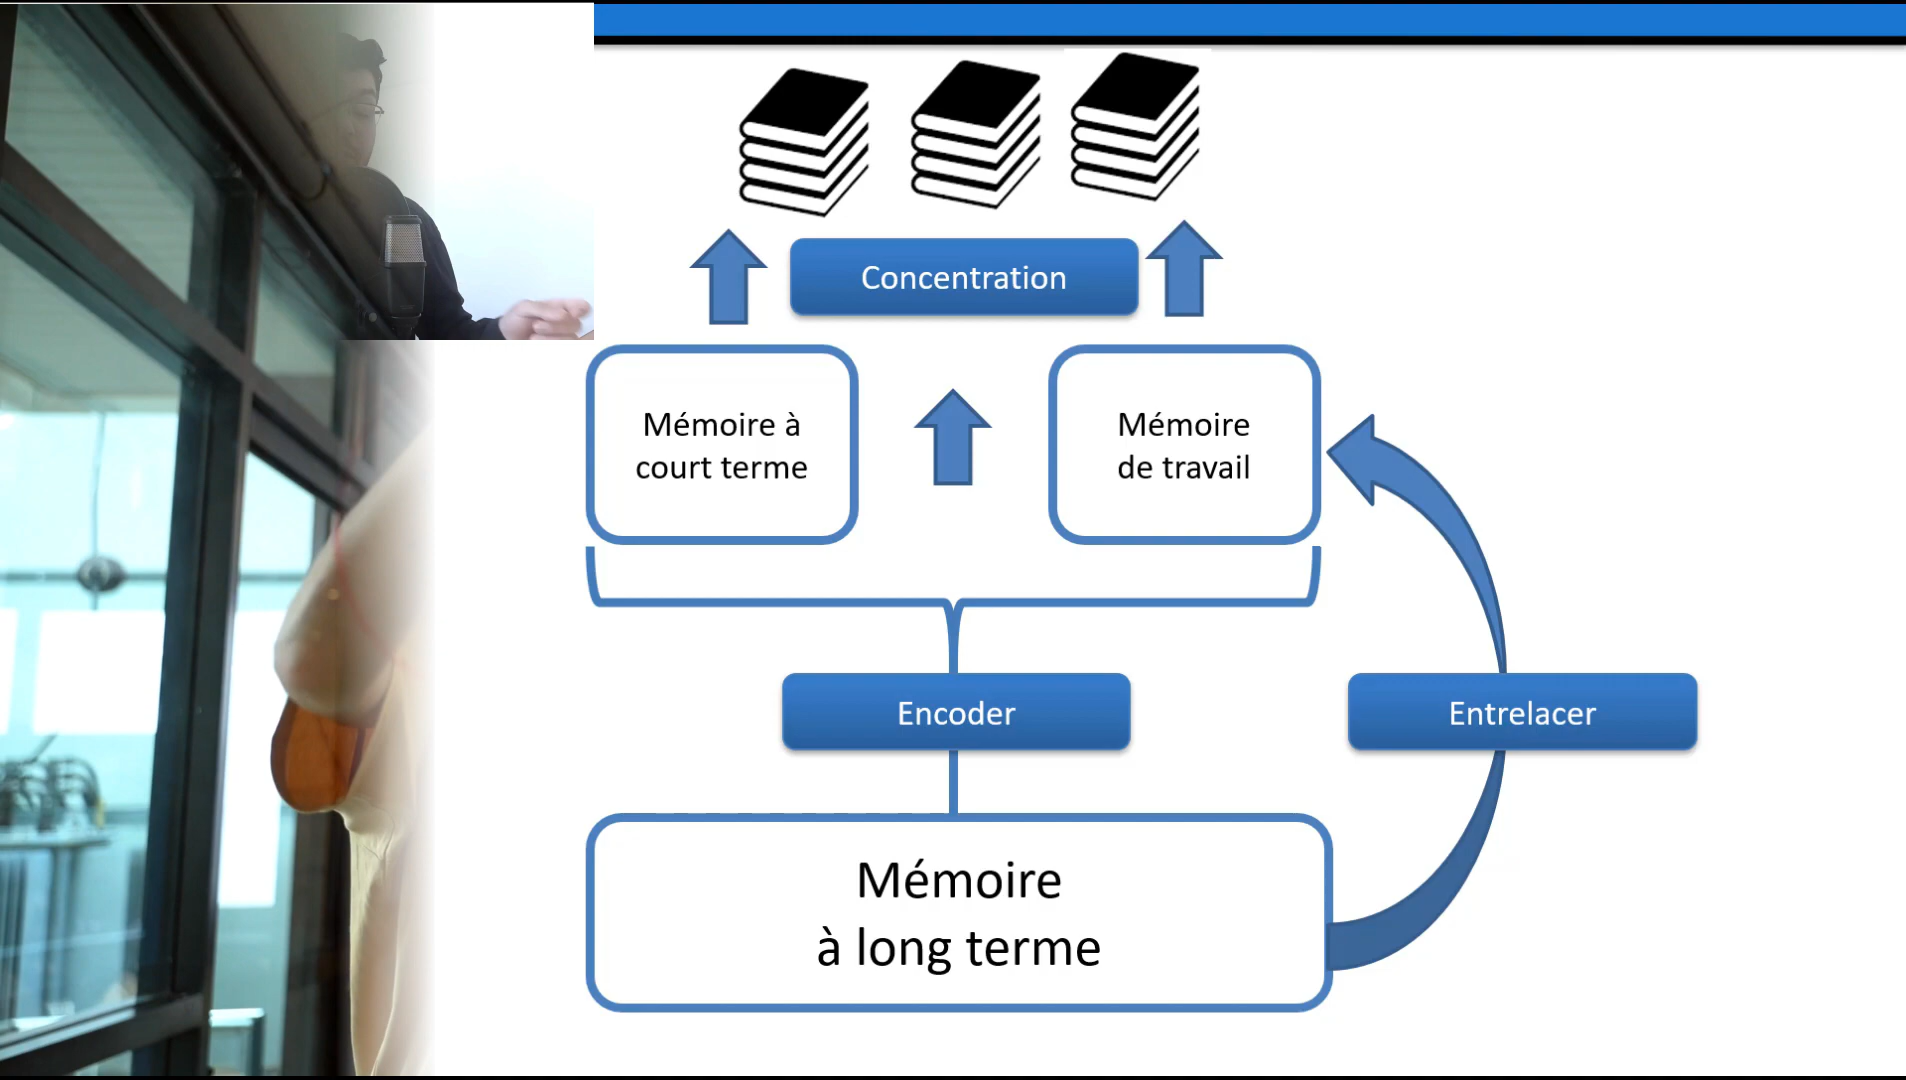 Concentration
Mémoire à
court terme
Mémoire
de travail
Encoder
Entrelacer
Mémoire
à long terme